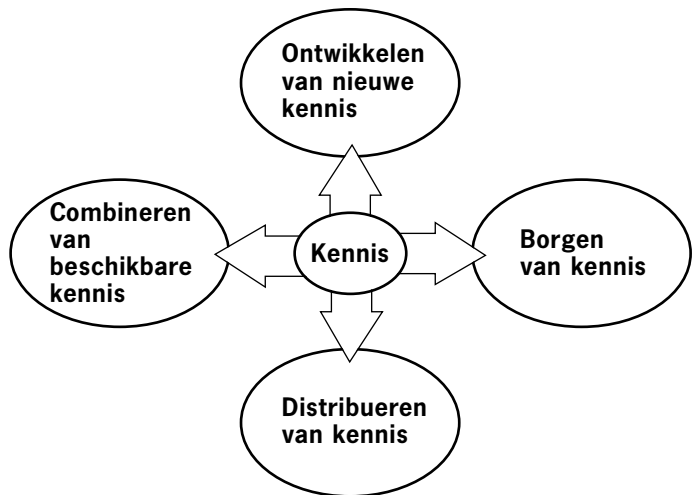 Ontwikkelen
van nieuwe
kennis
Combineren
van
beschikbare
kennis
Kennis
Borgen
van kennis
Distribueren
van kennis